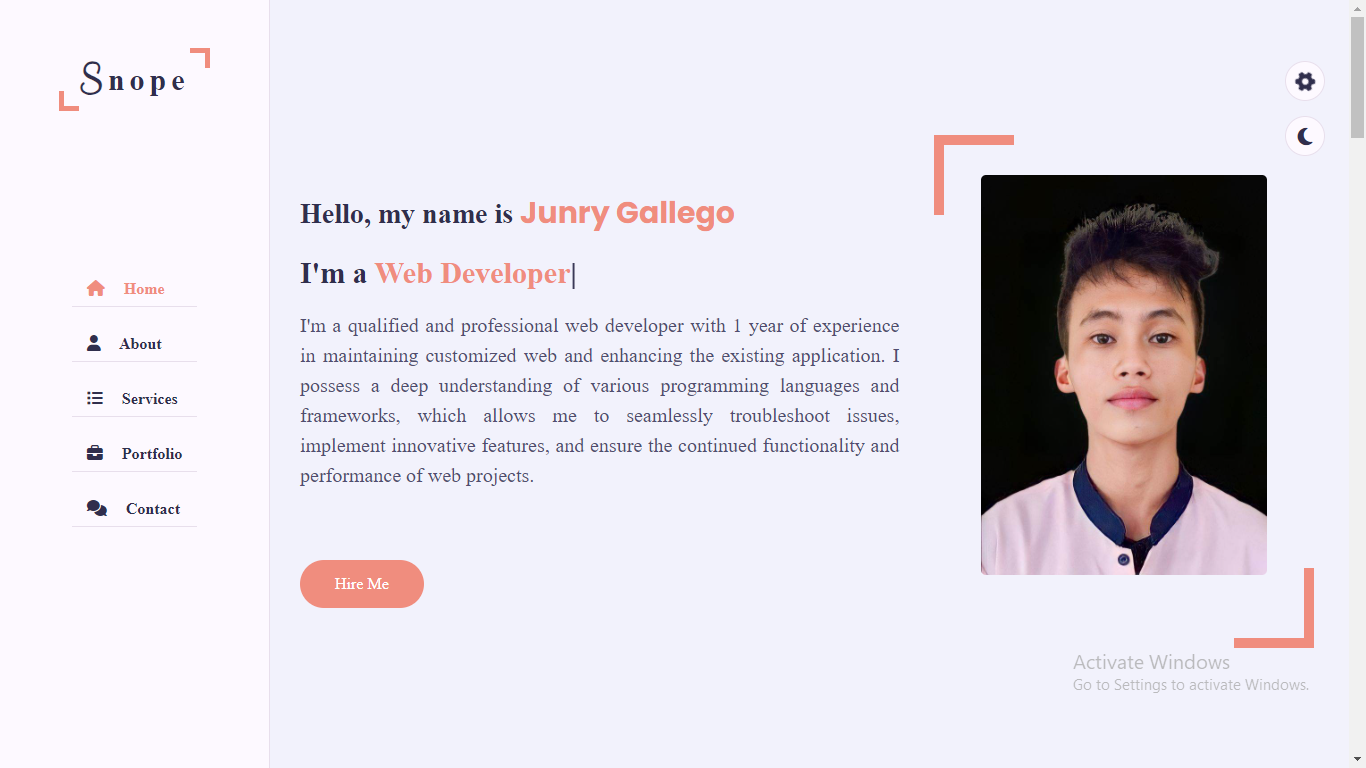 Snope
Home
About
Services
Portfolio
Contact
Hello, my name is Junry Gallego
I'm a Web Developer|
I'm a qualified and professional web developer with 1 year of experience
in maintaining customized web and enhancing the existing application. I
possess a deep understanding of various programming languages and
frameworks, which allows me to seamlessly troubleshoot issues,
implement innovative features, and ensure the continued functionality and
performance of web projects.
Hire Me
Activate Windows
Go to Settings to activate Windows.